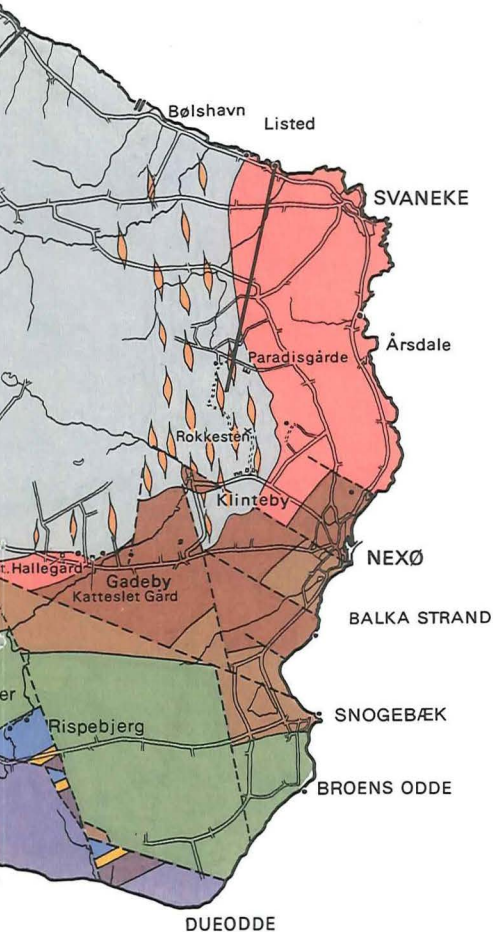 Bølshavn
Listed
SVANEKE
Årsdale
Paradisgårde
Rokkesten
Klinteby
NEXØ
t. Hallegård
Gadeby
Katteslet Gård
BALKA STRAND
er
SNOGEBÆK
Rispebjerg
BROENS ODDE
DUEODDE